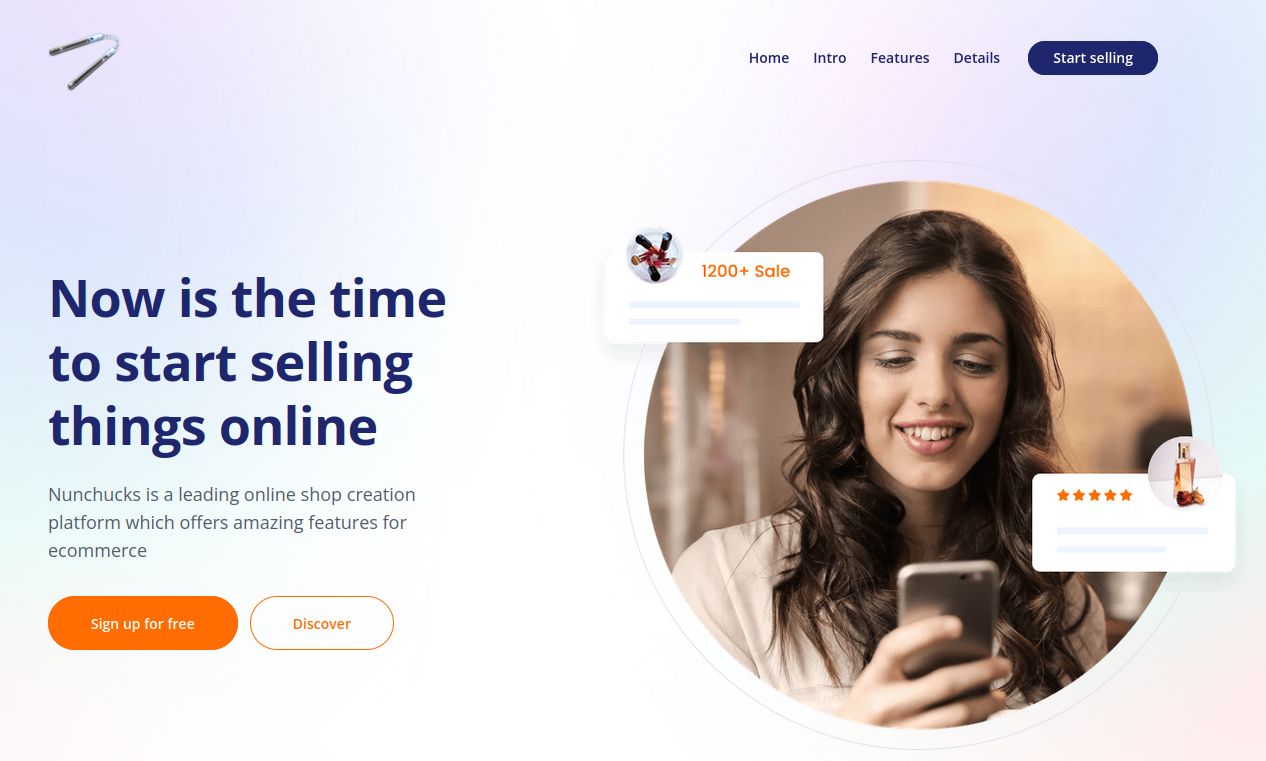 Home Intro Features Details Start selling
1200+ Sale
Now is the time
to start selling
things online
Nunchucks is a leading online shop creation
platform which offers amazing features for
ecommerce
Sign up for free Discover